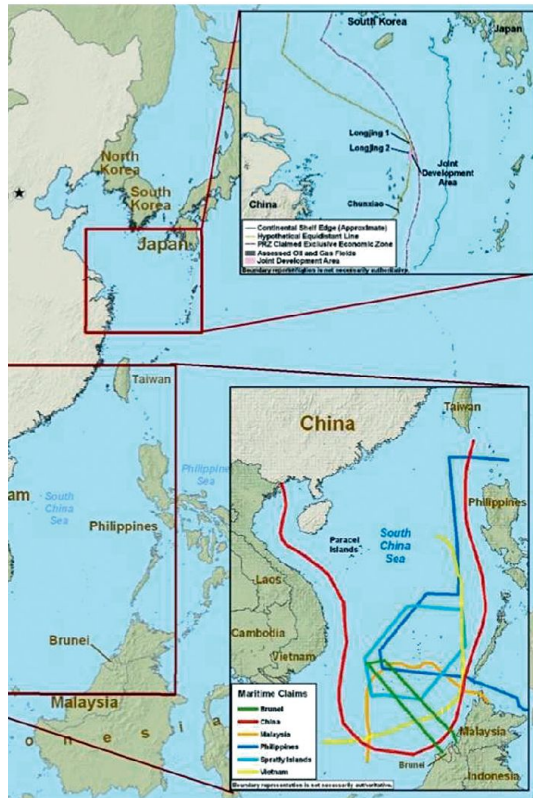 South Korea
Japan
Longjing 1
Longjing 2
Joint
Development
Area
China
Chunxiao
Continental Shelf Edge (Approximate)
Hypothetical Equidistant Line
PRZ Claimed Exclusive Economic Zone
Assessed Oil and Gas Fields
Joint Development Area
Boundary representation is not necessarily authoritative.
North
Korea
South
Korea
Japan
Taiwan
Philippine
Sea
am
South
China
Sea
Philippines
Brunei
Malaysia
o n e s i a
China
Taiwan
Philippines
Paracel
Islands
South
China
Sea
Laos
Cambodia
Vietnam
Maritime Claims
Brunei
China
Malaysia
Philippines
Spratly Islands
Vietnam
Malaysia
Brunei
Indonesia
Boundary representation is not necessarily authoritative.